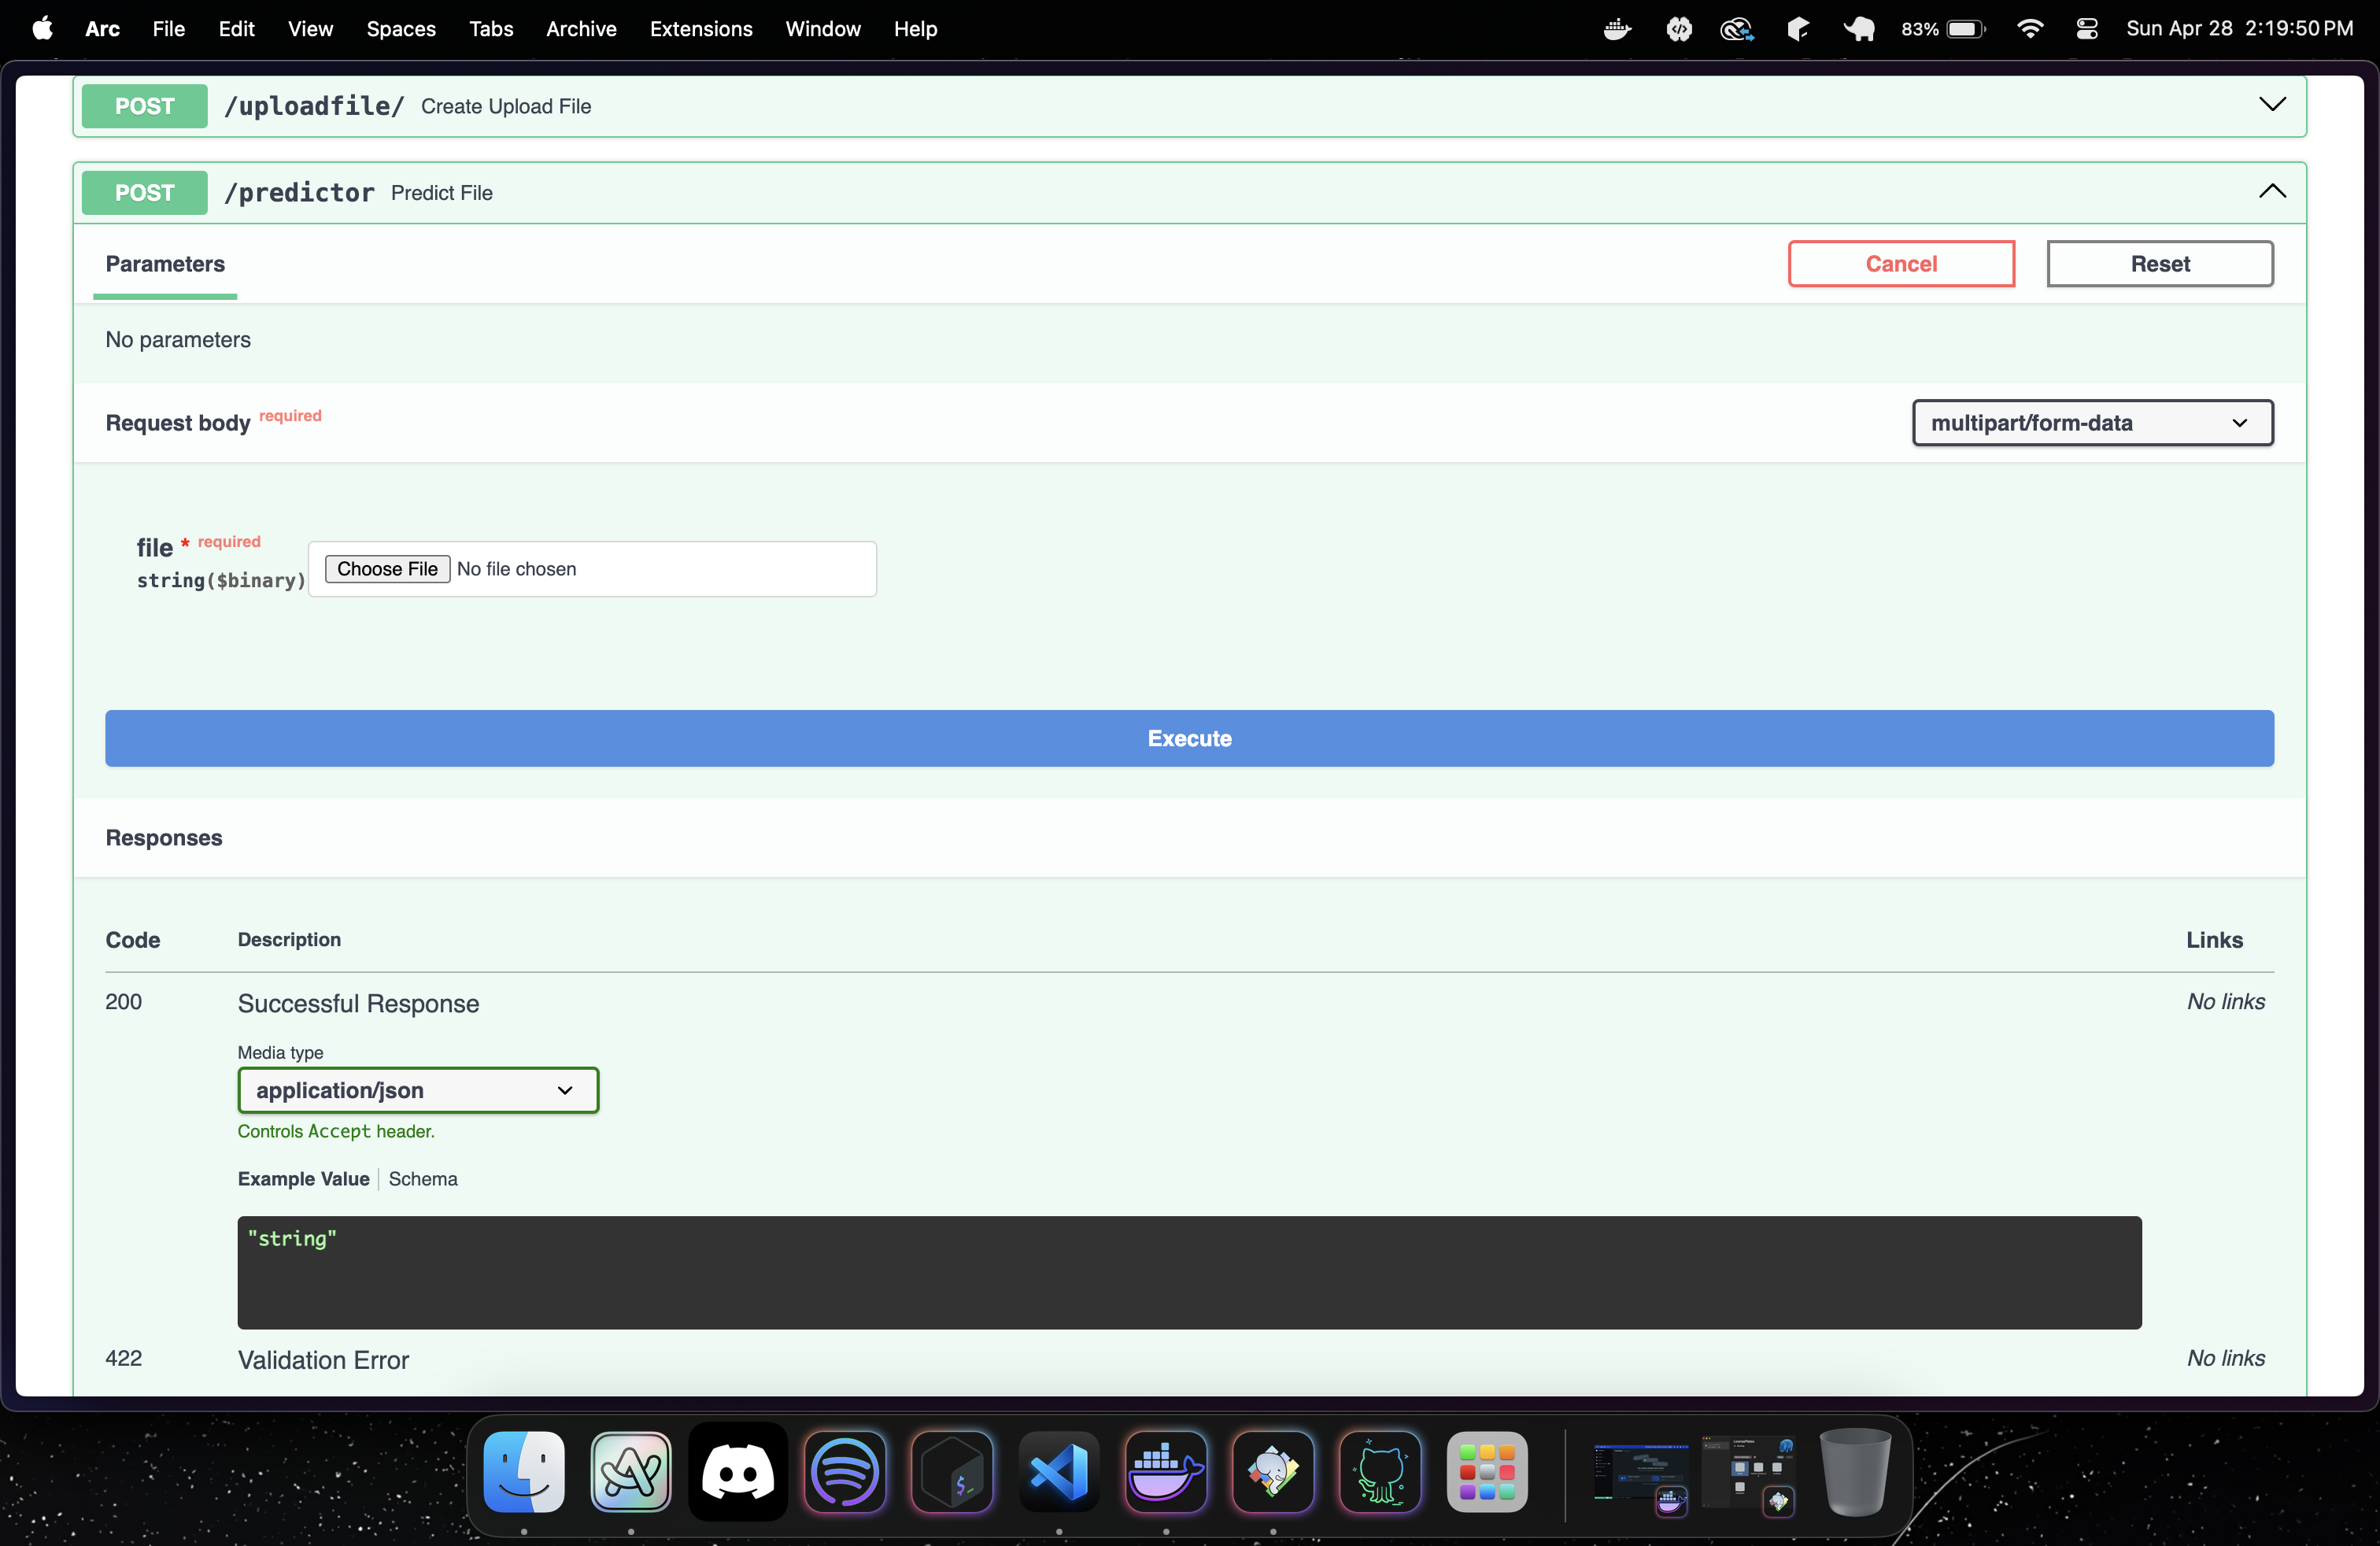 Arc File Edit View Spaces Tabs Archive Extensions Window Help 83% Sun Apr 28 2:19:50 PM
POST /uploadfile/ Create Upload File
POST /predictor Predict File
Parameters Cancel Reset
No parameters
Request body required multipart/form-data
file * required
string($binary) Choose File No file chosen
Execute
Responses
Code Description Links
200 Successful Response No links
Media type
application/json
Controls Accept header.
Example Value Schema
"string"
422 Validation Error No links